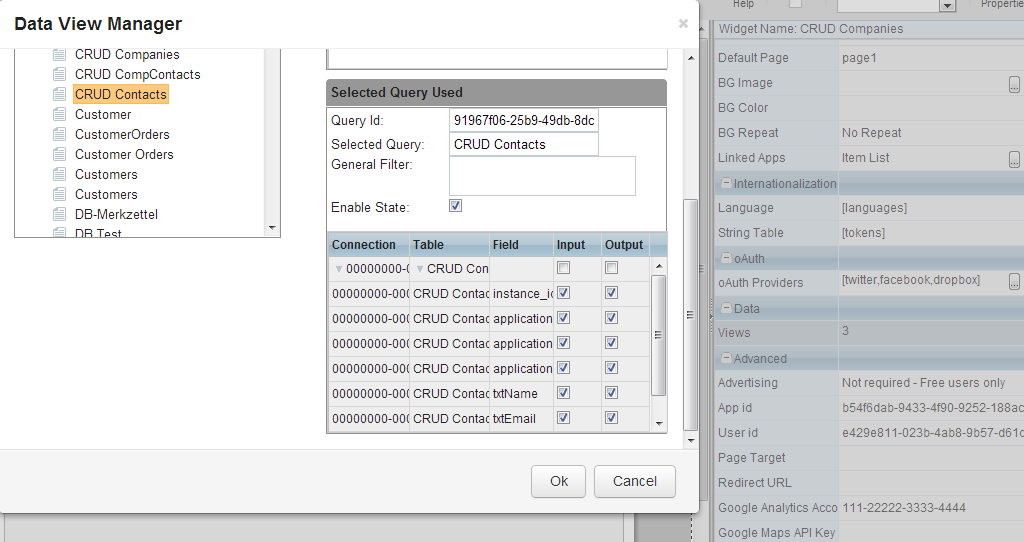 Data View Manager
CRUD Companies
CRUD CompContacts
CRUD Contacts
Customer
CustomerOrders
Customer Orders
Customers
Customers
DB-Merkzettel
DB Test
Selected Query Used
Query Id: 91967f06-25b9-49db-8dc
Selected Query: CRUD Contacts
General Filter:
Enable State:
Connection Table Field Input Output
00000000-0 CRUD Con
00000000-000 CRUD Contac instance_ic
00000000-000 CRUD Contac application
00000000-000 CRUD Contac application
00000000-000 CRUD Contac application
00000000-000 CRUD Contac txtName
00000000-000 CRUD Contac txtEmail
Ok Cancel
Help Properties
Widget Name: CRUD Companies
Default Page page1
BG Image ...
BG Color
BG Repeat No Repeat
Linked Apps Item List ...
Internationalization
Language [languages]
String Table [tokens]
oAuth
oAuth Providers [twitter,facebook,dropbox] ...
Data
Views 3
Advanced
Advertising Not required - Free users only
App id b54f6dab-9433-4f90-9252-188ac
User id e429e811-023b-4ab8-9b57-d61c
Page Target
Redirect URL
Google Analytics Acco 111-22222-3333-4444
Google Maps API Key